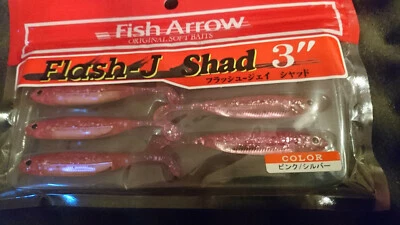 Fish Arrow
ORIGINAL SOFT BAITS
Flash-J Shad 3"
フラッシュージェイ シャッド
COLOR
ピンク/シルバー